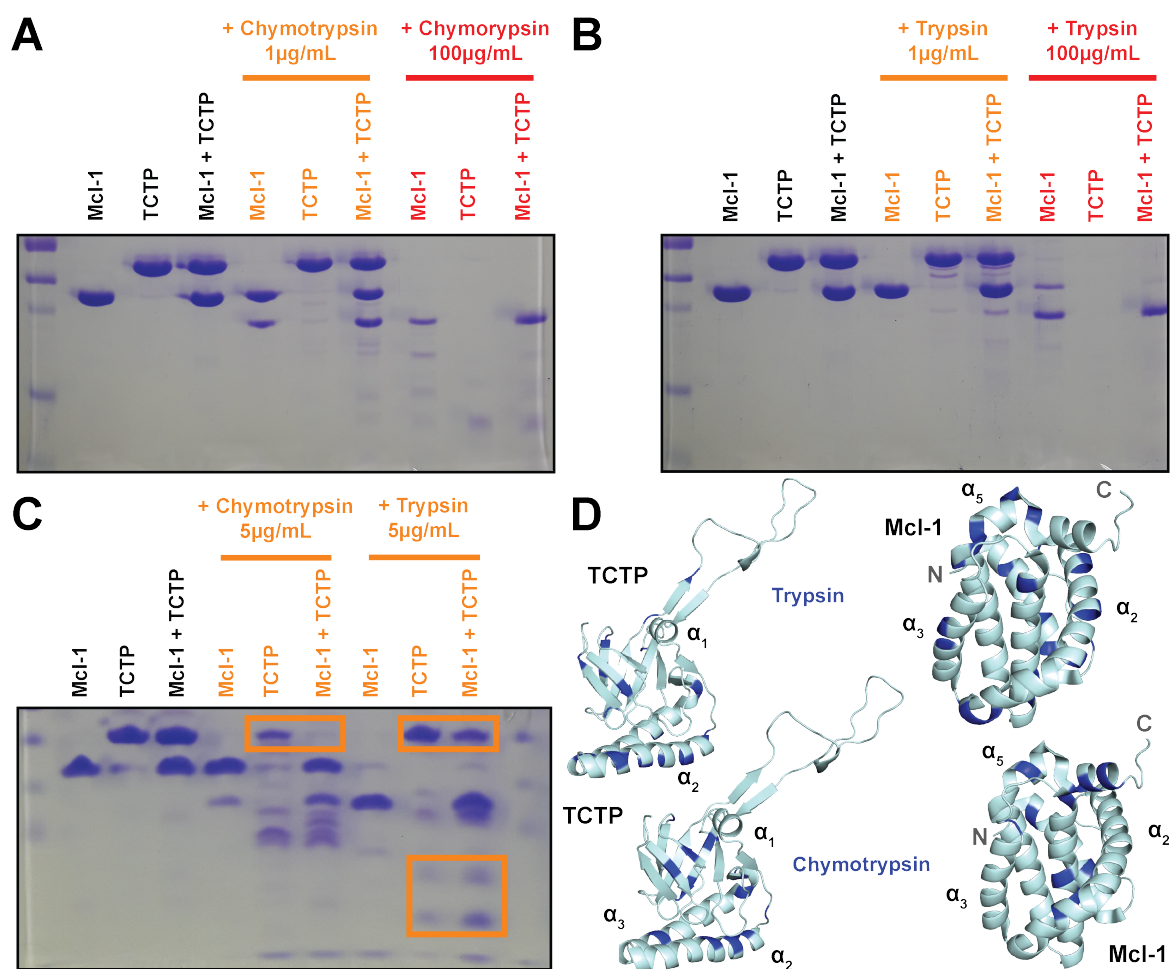 A
+ Chymotrypsin
1µg/mL
+ Chymorypsin
100µg/mL
Mcl-1
TCTP
Mcl-1 + TCTP
Mcl-1
TCTP
Mcl-1 + TCTP
Mcl-1
TCTP
Mcl-1 + TCTP
B
+ Trypsin
1µg/mL
+ Trypsin
100µg/mL
Mcl-1
TCTP
Mcl-1 + TCTP
Mcl-1
TCTP
Mcl-1 + TCTP
Mcl-1
TCTP
Mcl-1 + TCTP
C
+ Chymotrypsin
5µg/mL
+ Trypsin
5µg/mL
Mcl-1
TCTP
Mcl-1 + TCTP
Mcl-1
TCTP
Mcl-1 + TCTP
Mcl-1
TCTP
Mcl-1 + TCTP
D
TCTP
Trypsin
α1
α2
Mcl-1
α5
C
N
α3
α2
TCTP
Chymotrypsin
α1
α3
α2
α5
C
N
α2
α3
Mcl-1